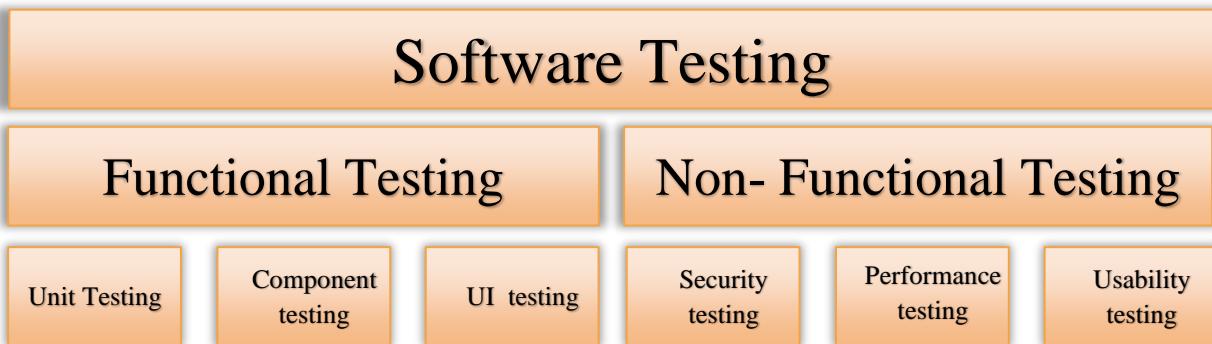 Software Testing
Functional Testing
Non- Functional Testing
Unit Testing
Component
testing
UI  testing
Security
testing
Performance
testing
Usability
testing